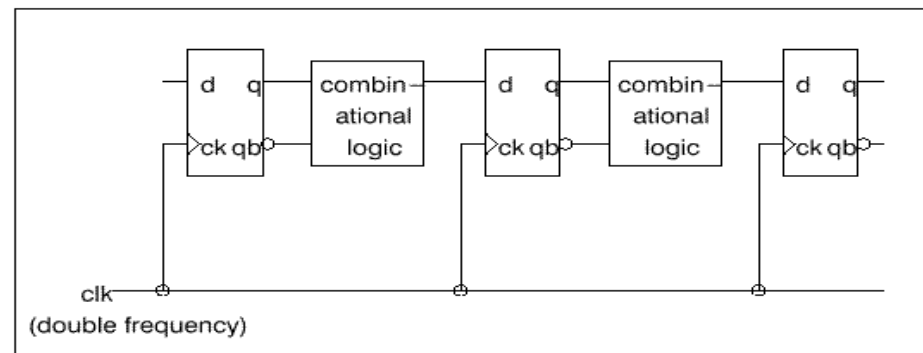 d q
ck qb
combin
ational
logic
d q
ck qb
combin
ational
logic
d q
ck qb
clk
(double frequency)